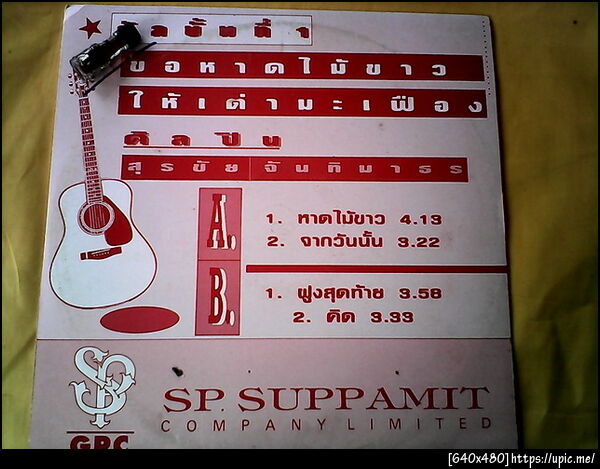 ขอหาดไม้ขาว
ให้เต่ามะเฟือง
ศิลปิน
สุรชัย จันทิมาธร
A.
1. หาดไม้ขาว 4.13
2. จากวันนั้น 3.22
B.
1. ฝูงสุดท้าย 3.58
2. คิด 3.33
SP
SP. SUPPAMIT
COMPANY LIMITED
GRC
[640x480]https://upic.me/